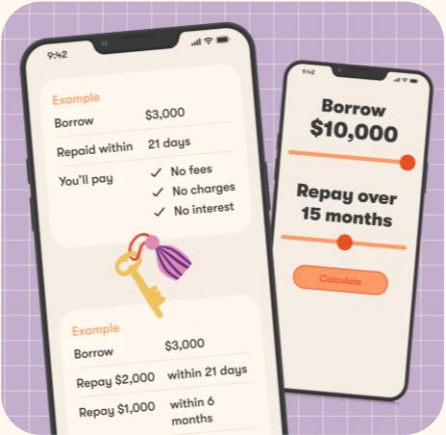 9:42
Example
Borrow $3,000
Repaid within 21 days
You'll pay ✓ No fees
✓ No charges
✓ No interest
Example
Borrow $3,000
Repay $2,000 within 21 days
Repay $1,000 within 6
months
9:42
Borrow
$10,000
Repay over
15 months
Calculate